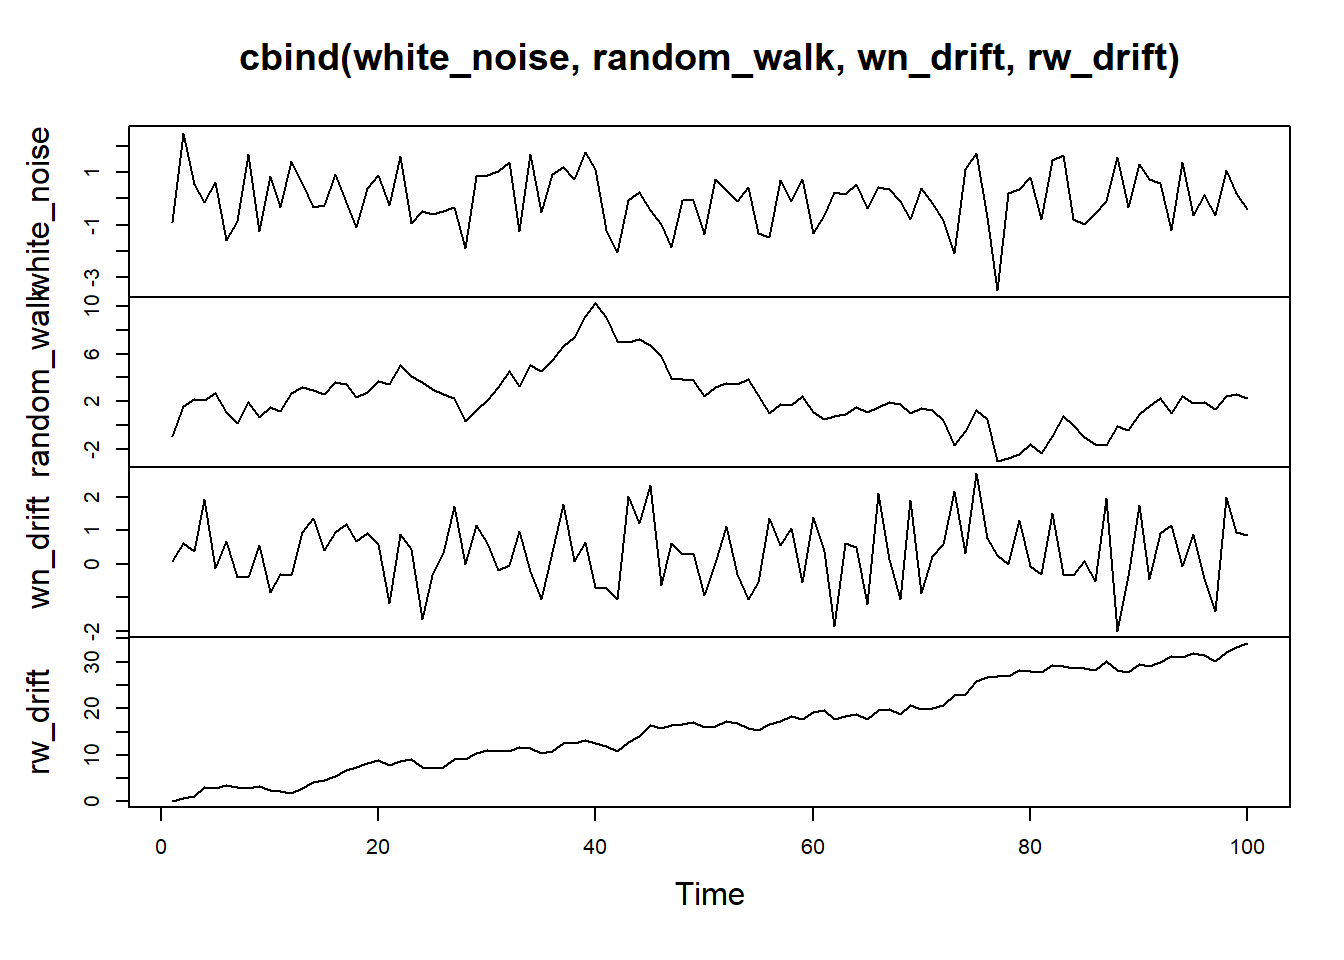 cbind(white_noise, random_walk, wn_drift, rw_drift)
white_noise
1
-1
-3
random_walk
10
6
2
-2
wn_drift
2
1
0
-2
rw_drift
30
20
10
0
0 20 40 60 80 100
Time